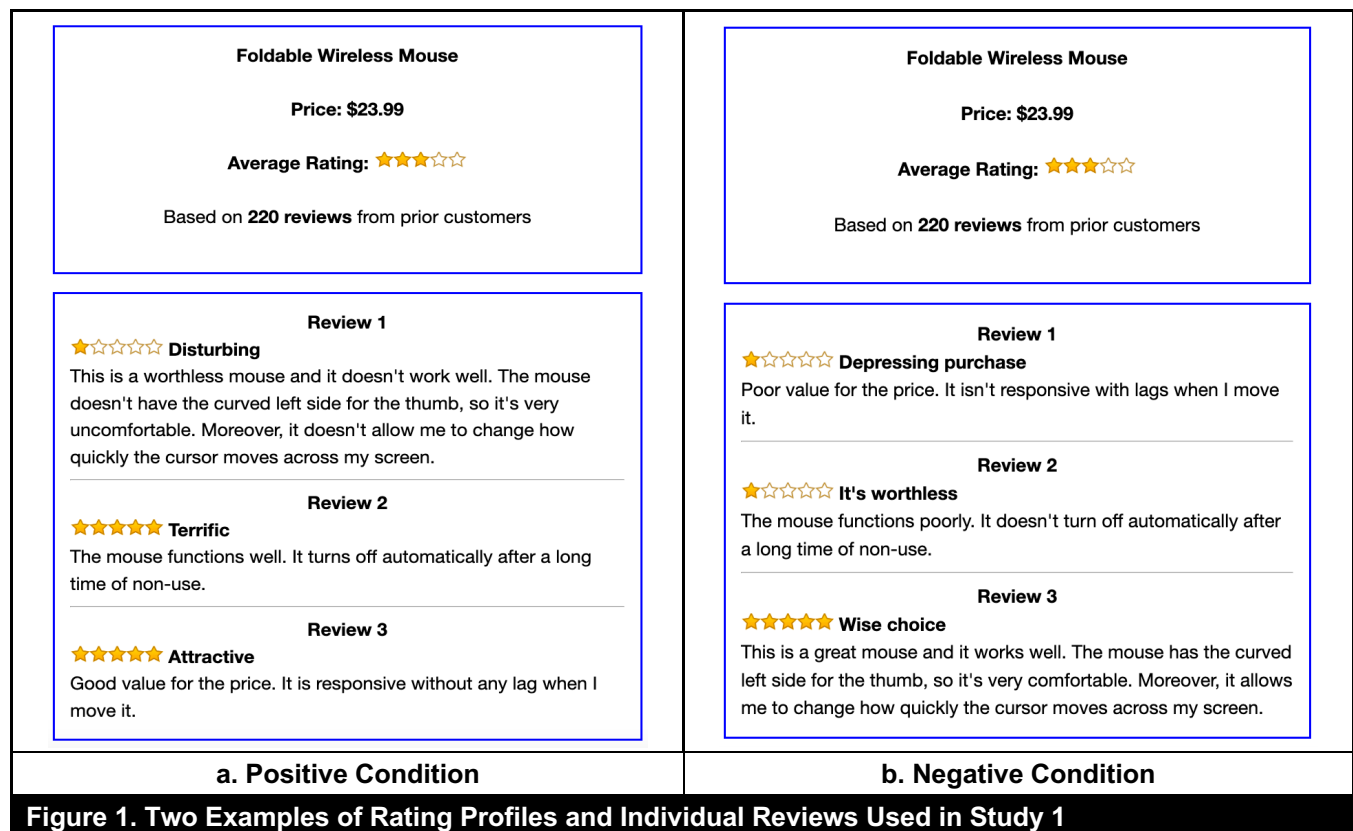 Foldable Wireless Mouse
Price: $23.99
Average Rating:
Based on 220 reviews from prior customers
Review 1
Disturbing
This is a worthless mouse and it doesn't work well. The mouse
doesn't have the curved left side for the thumb, so it's very
uncomfortable. Moreover, it doesn't allow me to change how
quickly the cursor moves across my screen.
Review 2
Terrific
The mouse functions well. It turns off automatically after a long
time of non-use.
Review 3
Attractive
Good value for the price. It is responsive without any lag when I
move it.
a. Positive Condition
Foldable Wireless Mouse
Price: $23.99
Average Rating:
Based on 220 reviews from prior customers
Review 1
Depressing purchase
Poor value for the price. It isn't responsive with lags when I move
it.
Review 2
It's worthless
The mouse functions poorly. It doesn't turn off automatically after
a long time of non-use.
Review 3
Wise choice
This is a great mouse and it works well. The mouse has the curved
left side for the thumb, so it's very comfortable. Moreover, it allows
me to change how quickly the cursor moves across my screen.
b. Negative Condition
Figure 1. Two Examples of Rating Profiles and Individual Reviews Used in Study 1